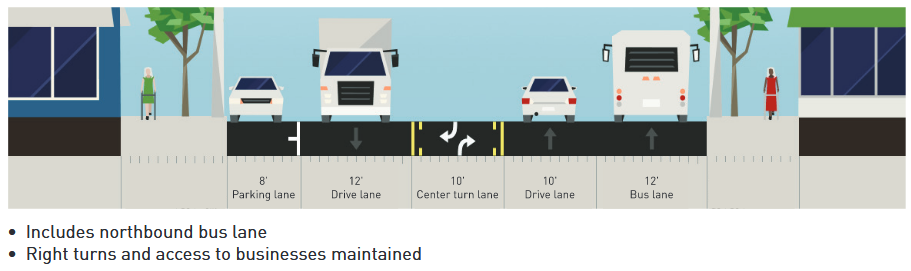 8' 12' 10' 10' 12'
Parking lane Drive lane Center turn lane Drive lane Bus lane
• Includes northbound bus lane
• Right turns and access to businesses maintained